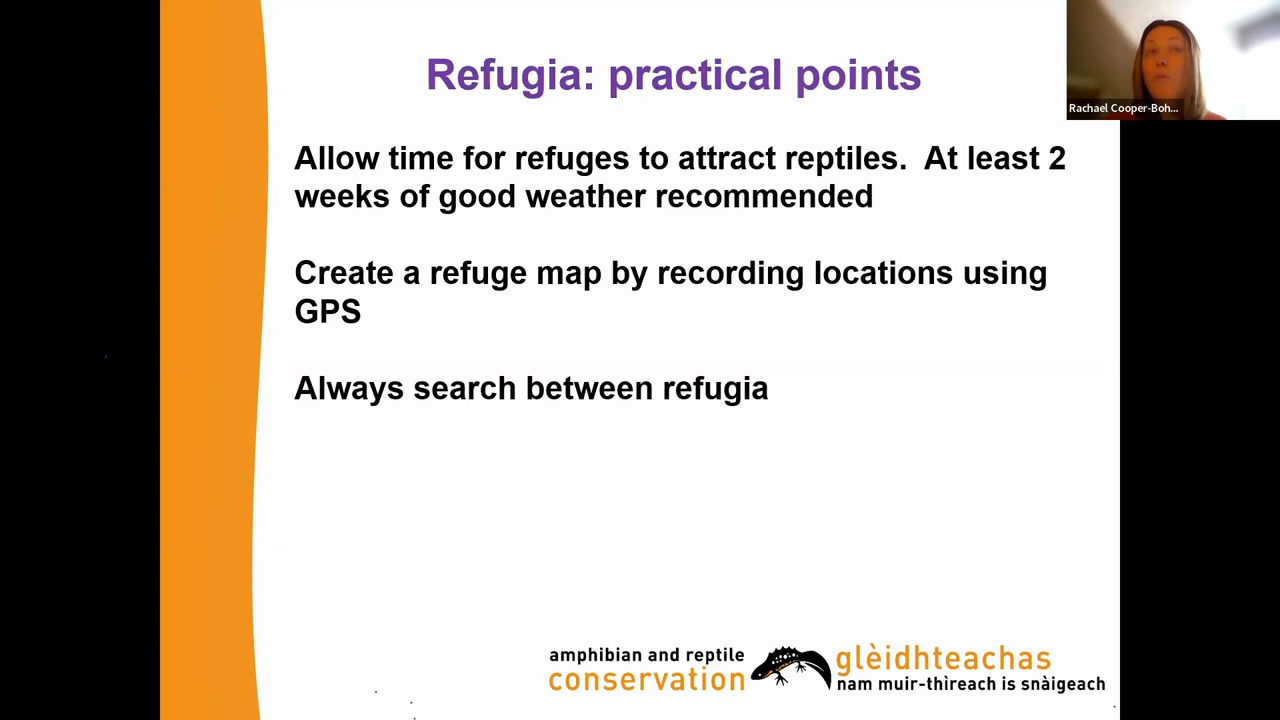 Refugia: practical points
Rachael Cooper-Boh...
Allow time for refuges to attract reptiles.  At least 2
weeks of good weather recommended
Create a refuge map by recording locations using
GPS
Always search between refugia
amphibian and reptile
conservation
glèidhteachas
nam muir-thìreach is snàigeach